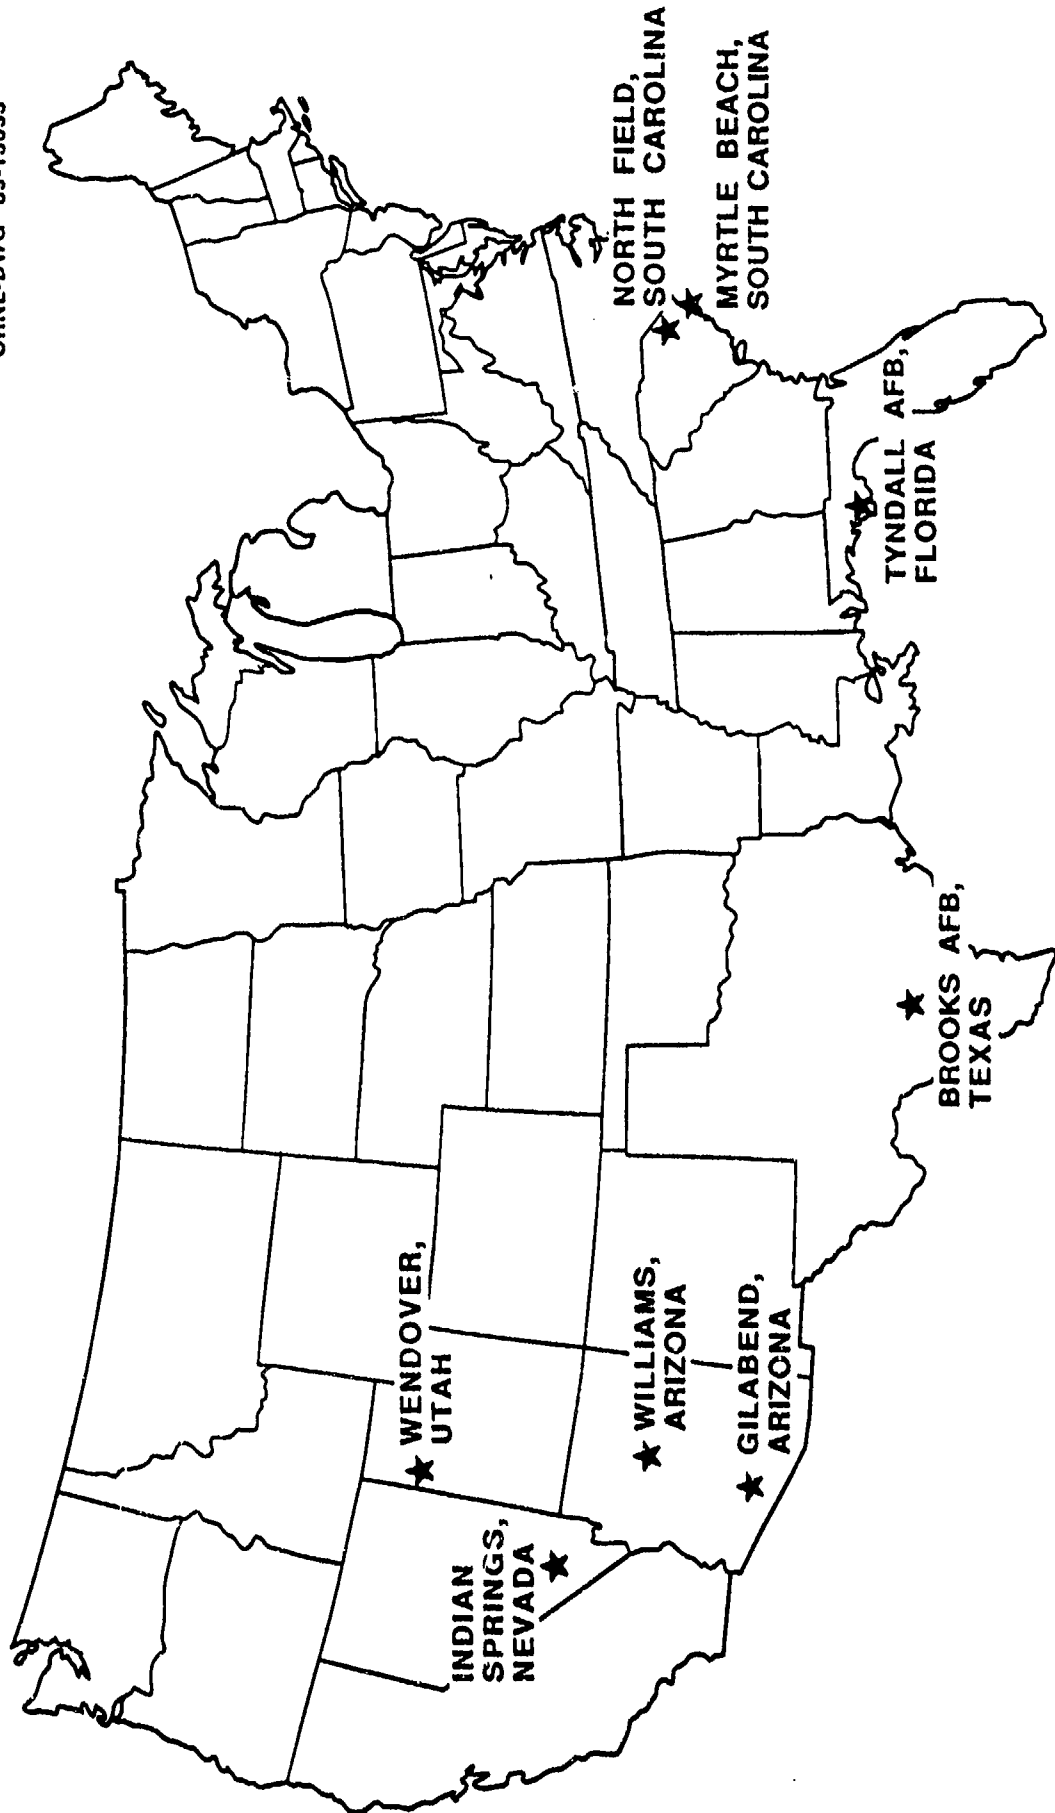 INDIAN
SPRINGS,
NEVADA
WENDOVER,
UTAH
WILLIAMS,
ARIZONA
GILABEND,
ARIZONA
BROOKS AFB,
TEXAS
TYNDALL AFB,
FLORIDA
NORTH FIELD,
SOUTH CAROLINA
MYRTLE BEACH,
SOUTH CAROLINA